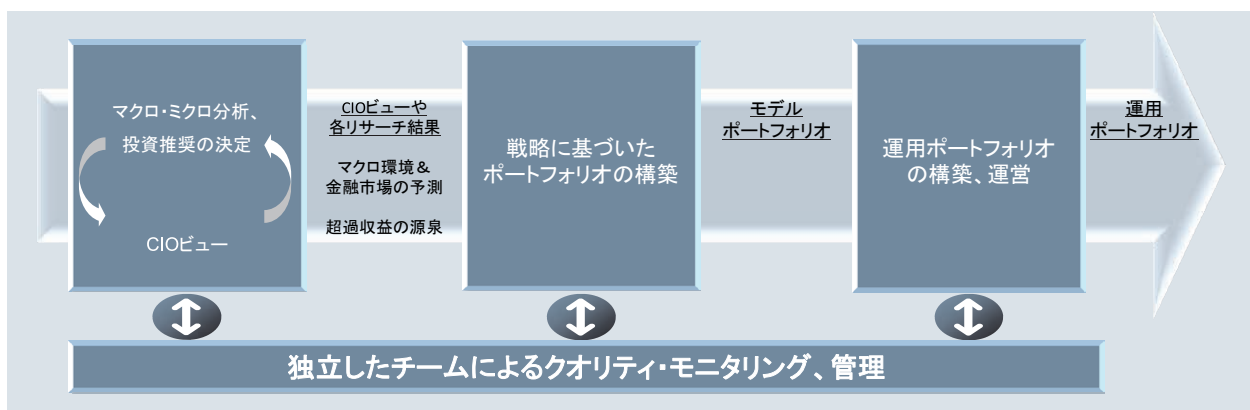 マクロ・ミクロ分析、
投資推奨の決定
CIOビュー
CIOビューや
各リサーチ結果
マクロ環境＆
金融市場の予測
超過収益の源泉
戦略に基づいた
ポートフォリオの構築
モデル
ポートフォリオ
運用ポートフォリオ
の構築、運営
運用
ポートフォリオ
独立したチームによるクオリティ・モニタリング、管理